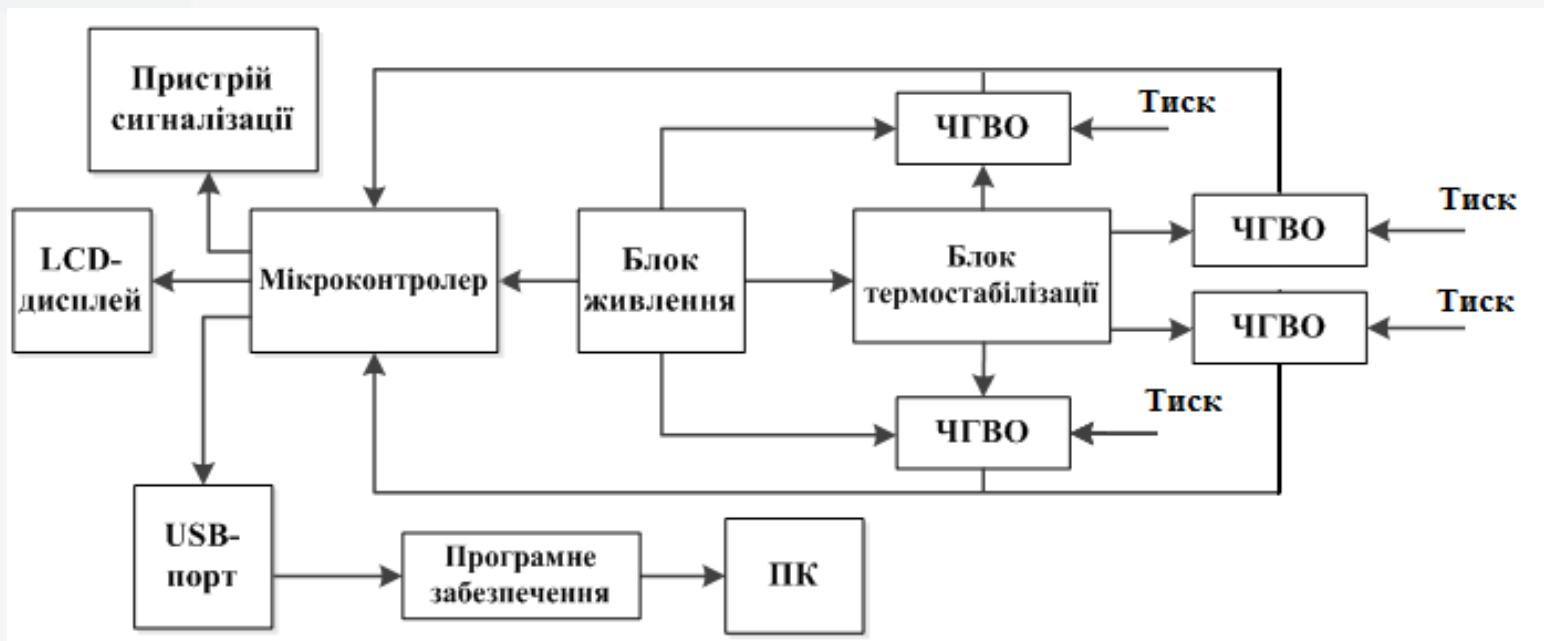 Пристрій
сигналізації
Тиск
ЧГВО
Тиск
ЧГВО
LCD-
дисплей
Мікроконтролер
Блок
живлення
Блок
термостабілізації
Тиск
ЧГВО
Тиск
ЧГВО
USB-
порт
Програмне
забезпечення
ПК